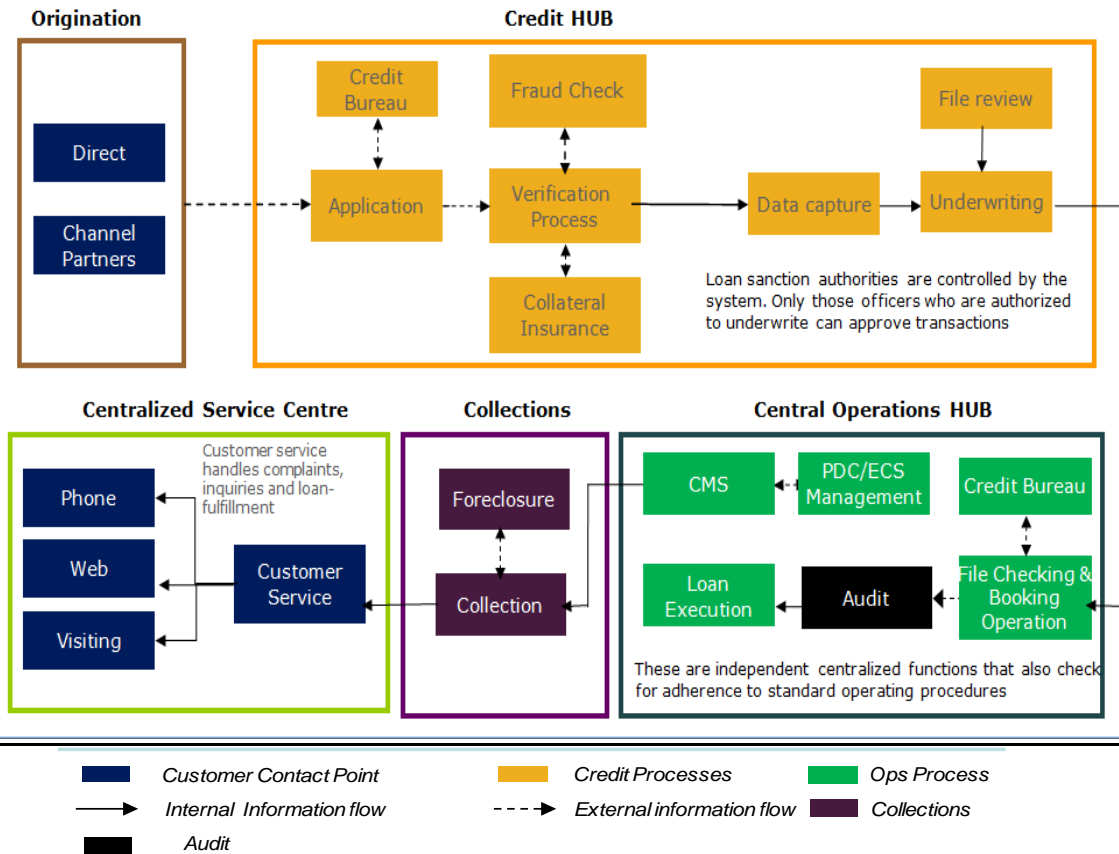 Origination
Credit HUB
Direct
Channel
Partners
Credit
Bureau
Fraud Check
File review
Application
Verification
Process
Data capture
Underwriting
Collateral
Insurance
Loan sanction authorities are controlled by the
system. Only those officers who are authorized
to underwrite can approve transactions
Centralized Service Centre
Collections
Central Operations HUB
Customer service
handles complaints,
inquiries and loan-
fulfillment
Phone
Web
Visiting
Customer
Service
Foreclosure
Collection
CMS
PDC/ECS
Management
Credit Bureau
Loan
Execution
Audit
File Checking &
Booking
Operation
These are independent centralized functions that also check
for adherence to standard operating procedures
Customer Contact Point
Credit Processes
Ops Process
Internal Information flow
External information flow
Collections
Audit